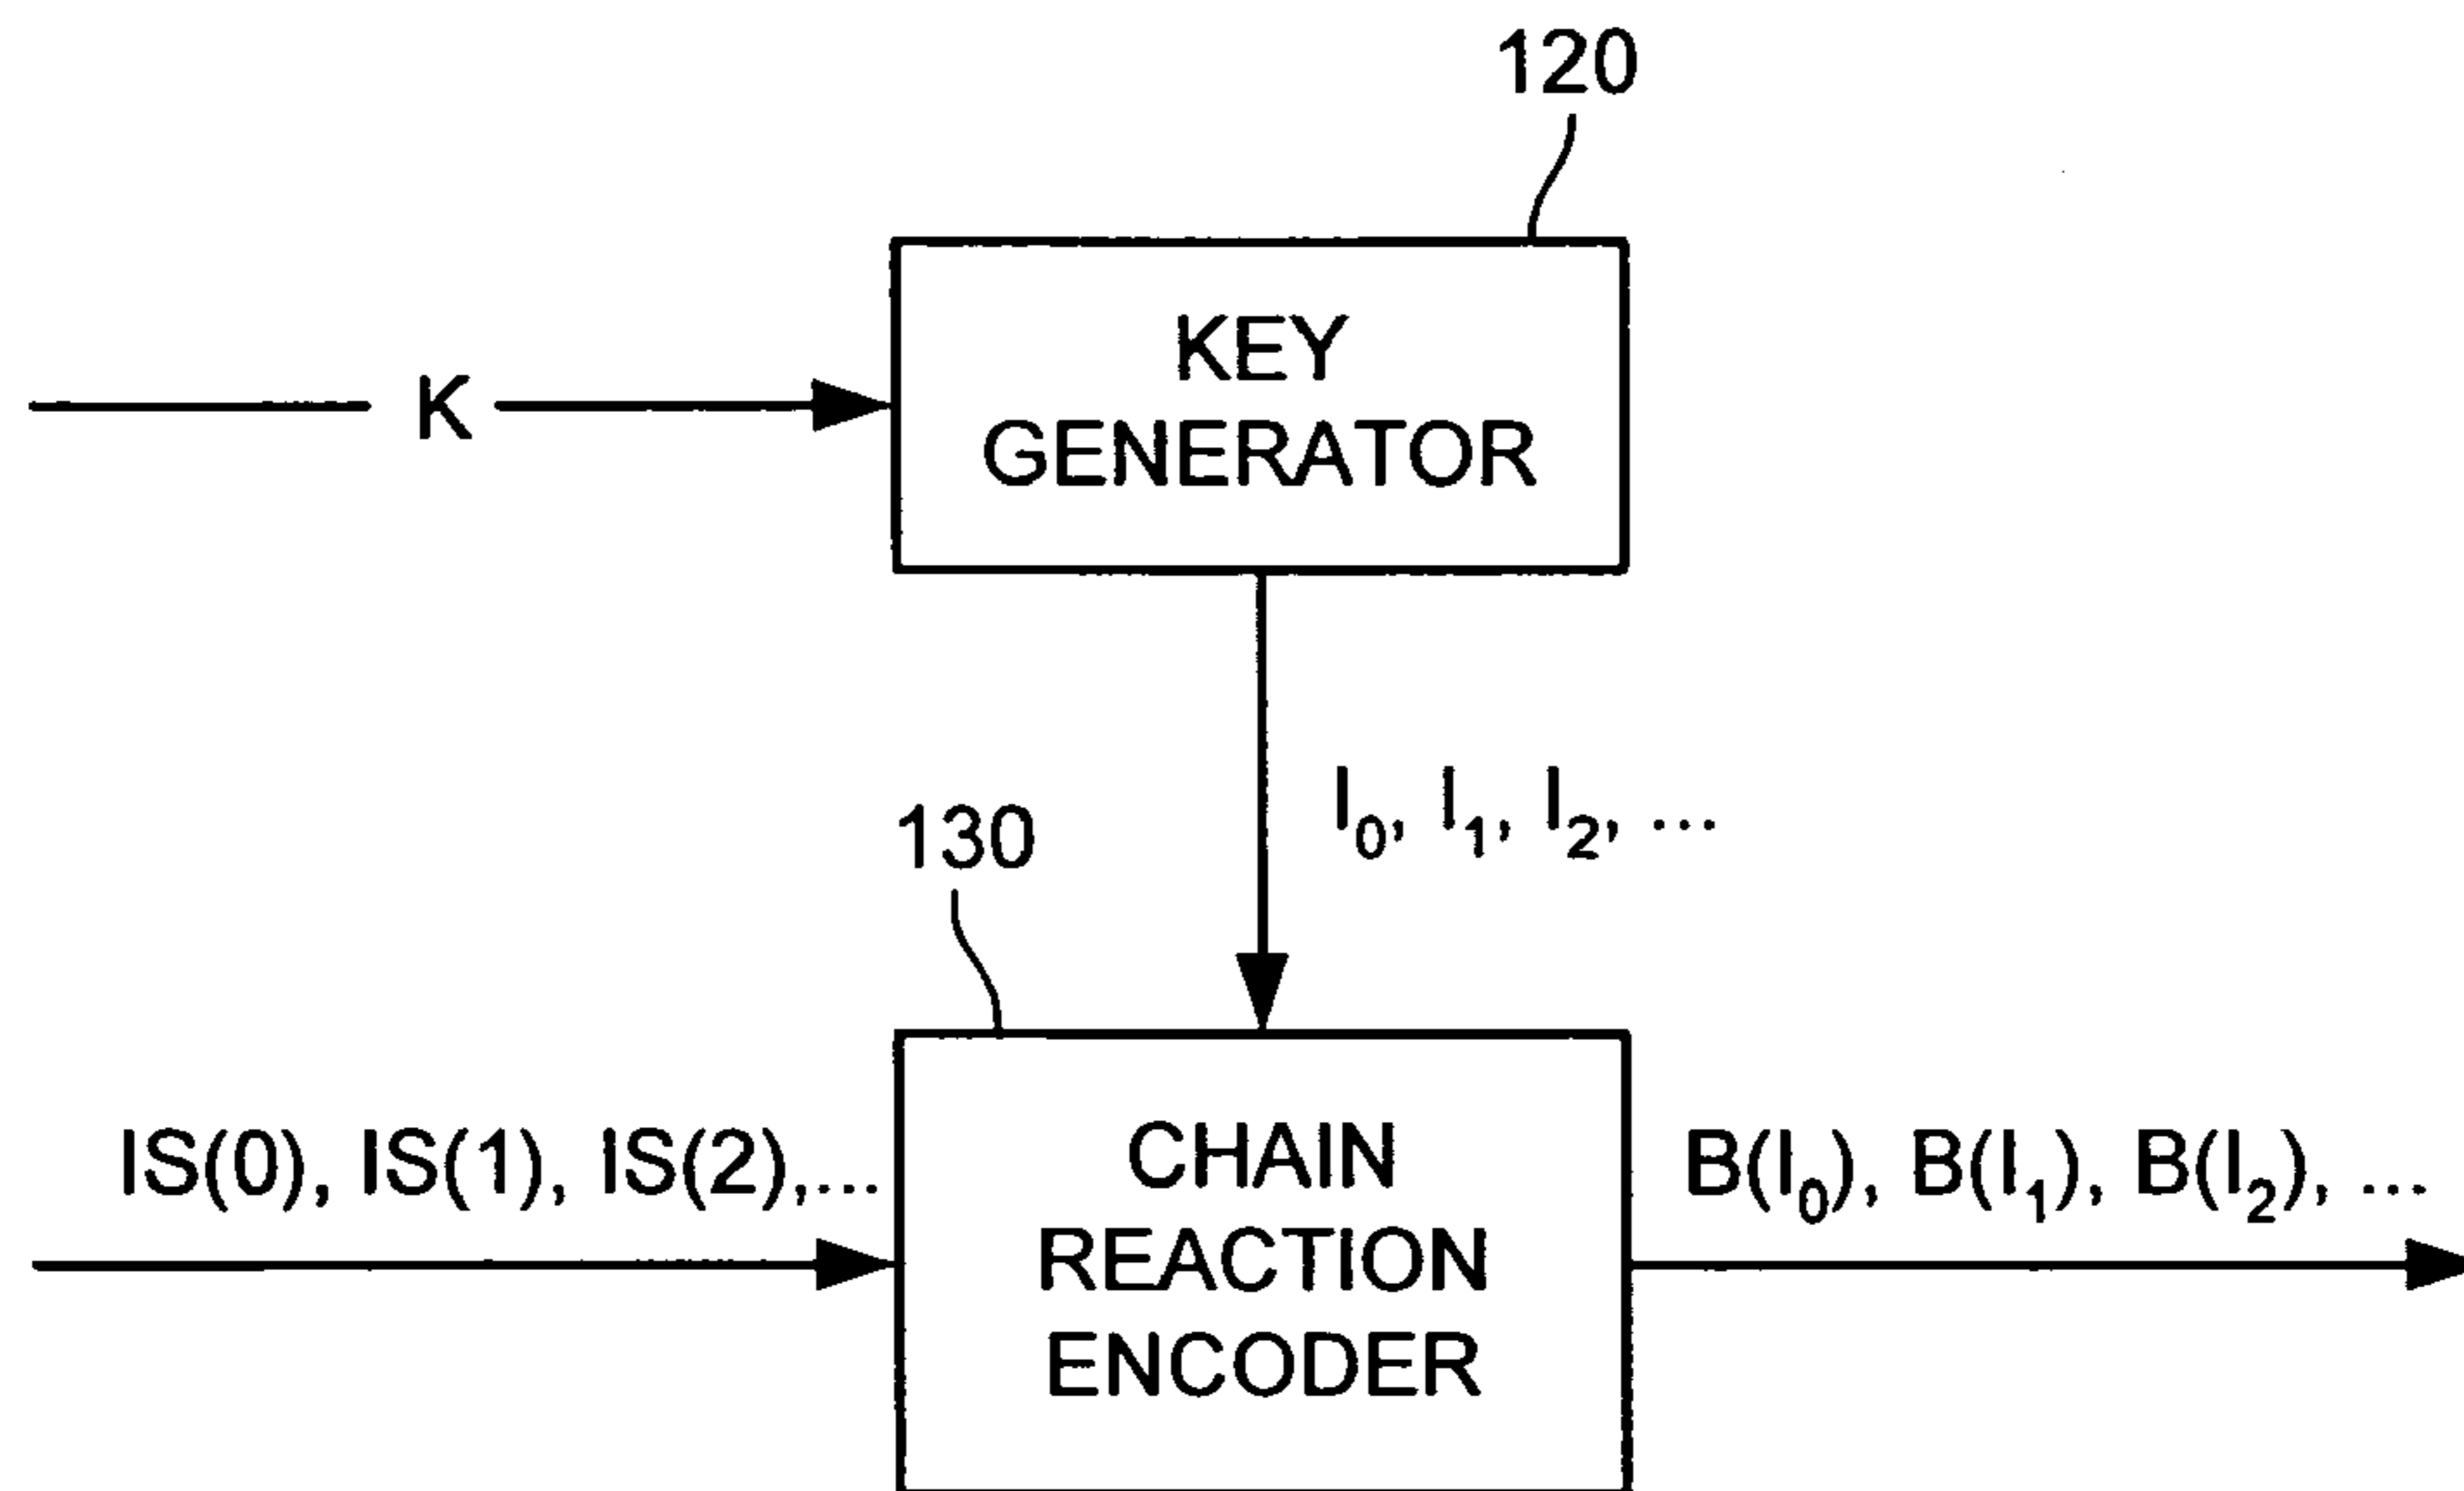 120
KEY
K
GENERATOR
I₀, I₁, I₂, ...
130
IS(0), IS(1), IS(2),...
CHAIN
B(I₀), B(I₁), B(I₂), ...
REACTION
ENCODER